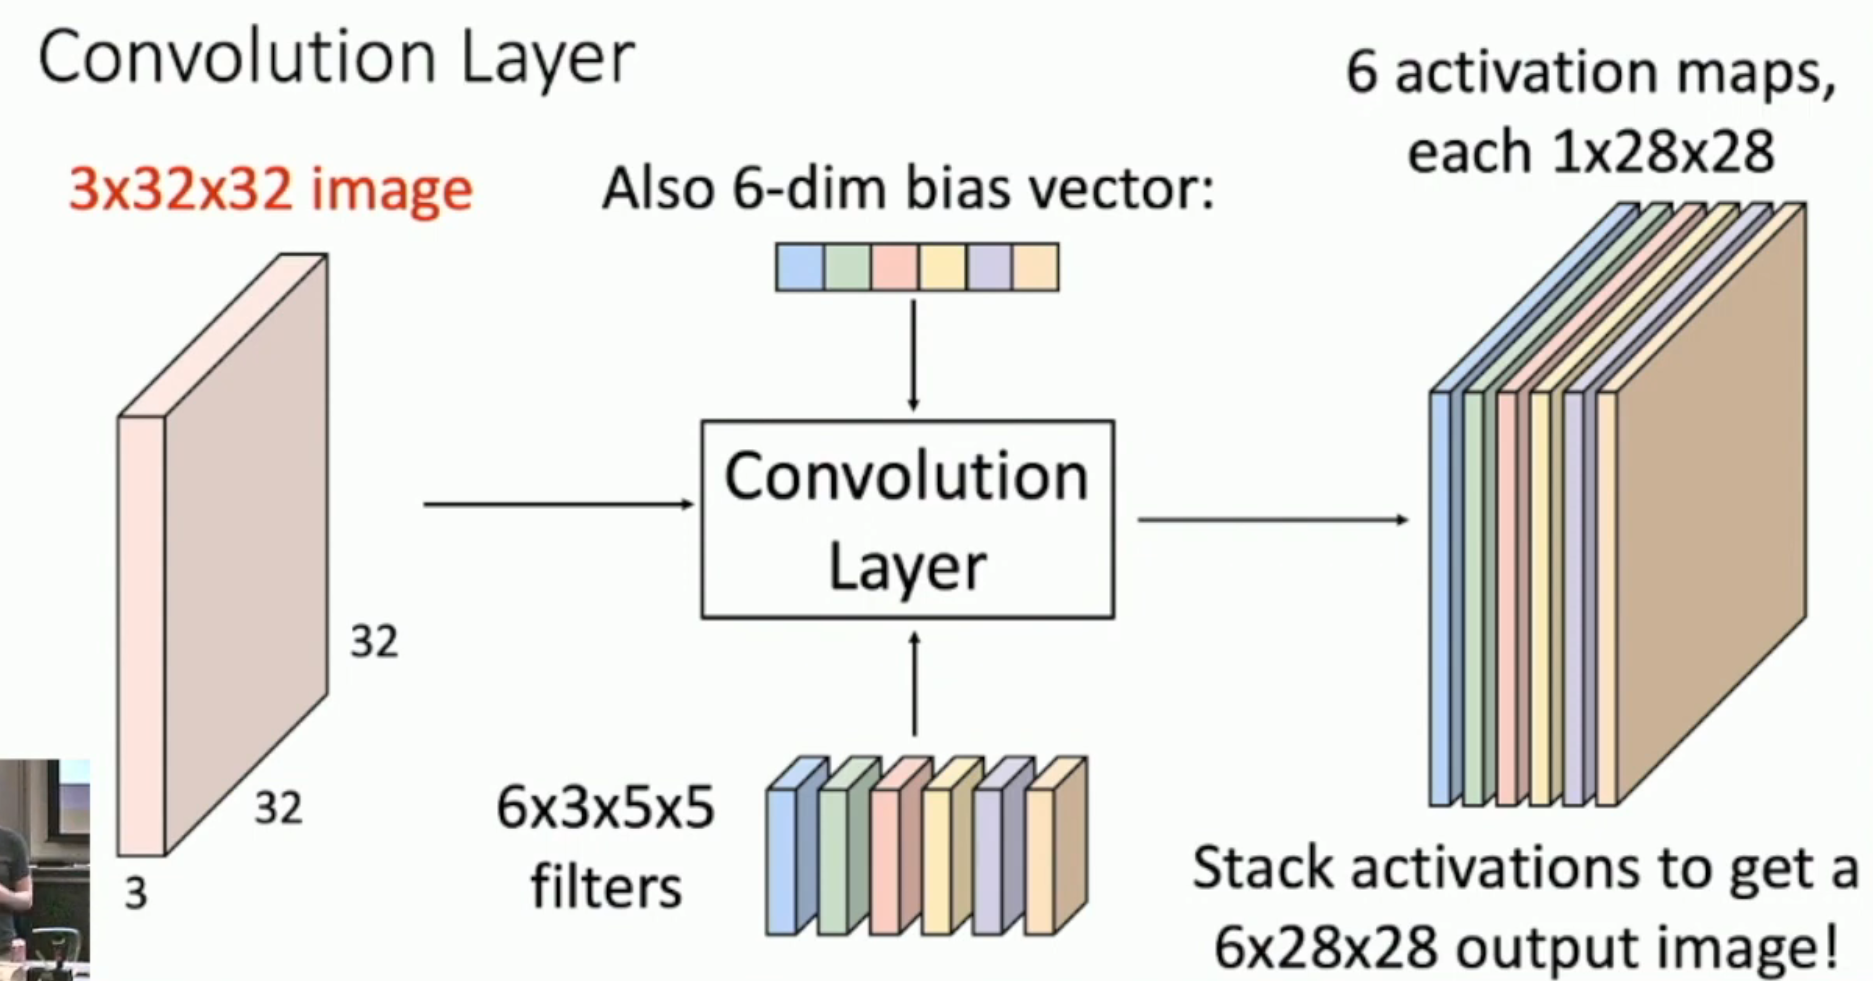 Convolution Layer
3x32x32 image
Also 6-dim bias vector:
6 activation maps,
each 1x28x28
Convolution
Layer
32
32
3
6x3x5x5
filters
Stack activations to get a
6x28x28 output image!